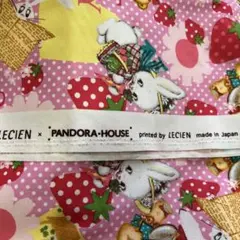 LECIEN × PANDORA·HOUSE printed by LECIEN made in Japan